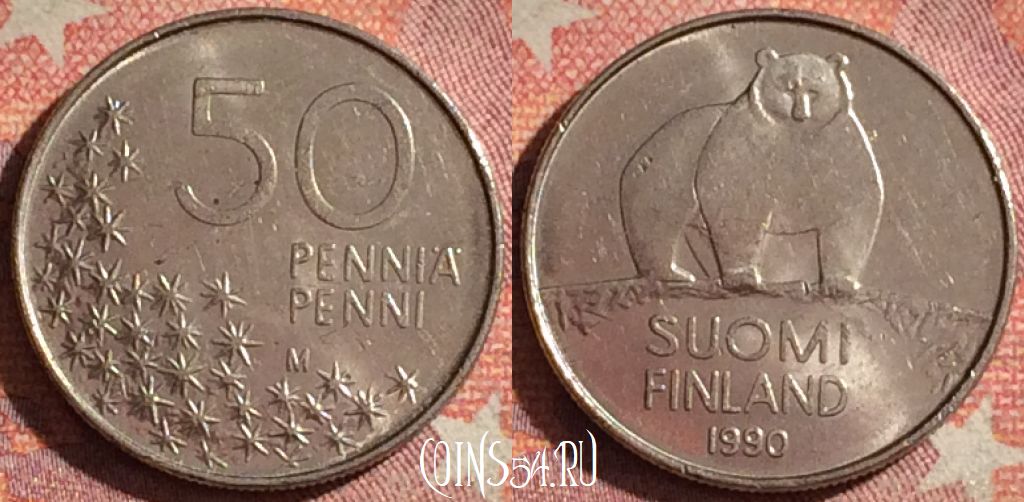 50
PENNIÄ
PENNI
M
SUOMI
FINLAND
1990
COINS54.RU